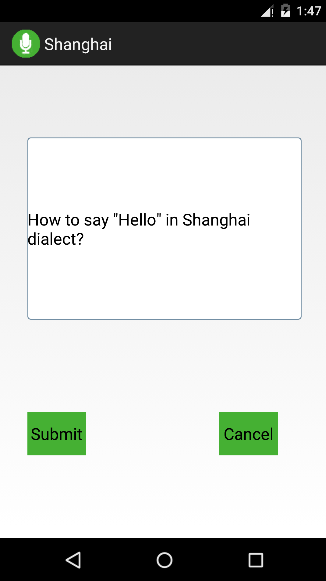 1:47
Shanghai
How to say "Hello" in Shanghai
dialect?
Submit
Cancel